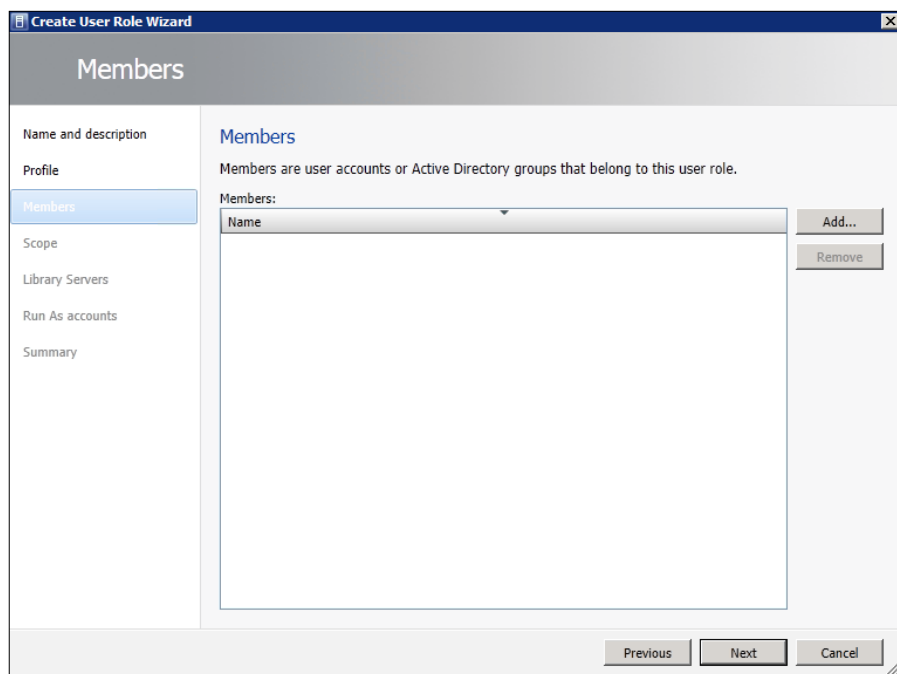 Create User Role Wizard
Members
Name and description
Profile
Members
Scope
Library Servers
Run As accounts
Summary
Members
Members are user accounts or Active Directory groups that belong to this user role.
Members:
Name
Add...
Remove
Previous
Next
Cancel